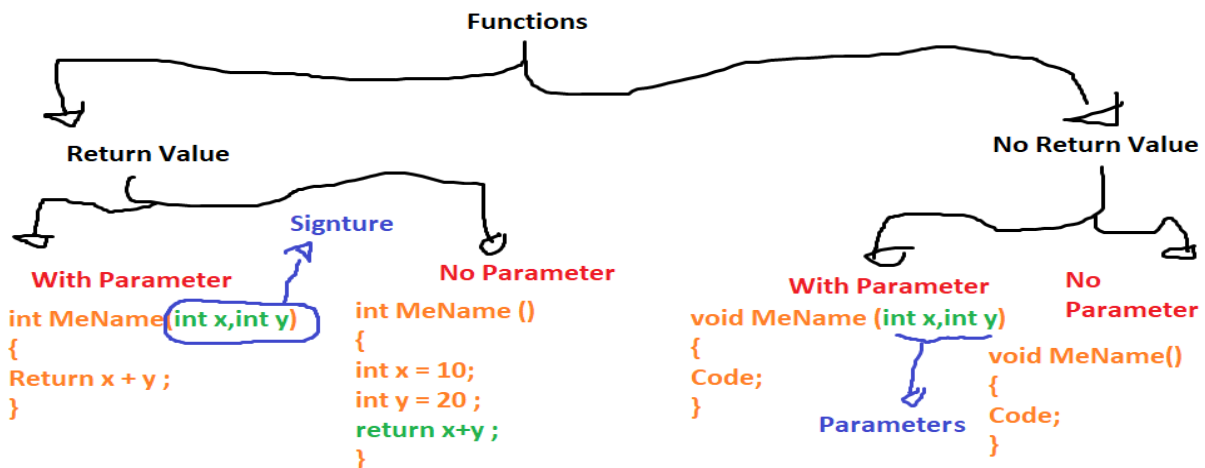 Functions
Return Value
No Return Value
Signture
With Parameter
int MeName(int x,int y)
{
Return x + y ;
}
No Parameter
int MeName ()
{
int x = 10;
int y = 20 ;
return x+y ;
}
With Parameter
void MeName (int x,int y)
{
Code;
}
Parameters
No
Parameter
void MeName()
{
Code;
}